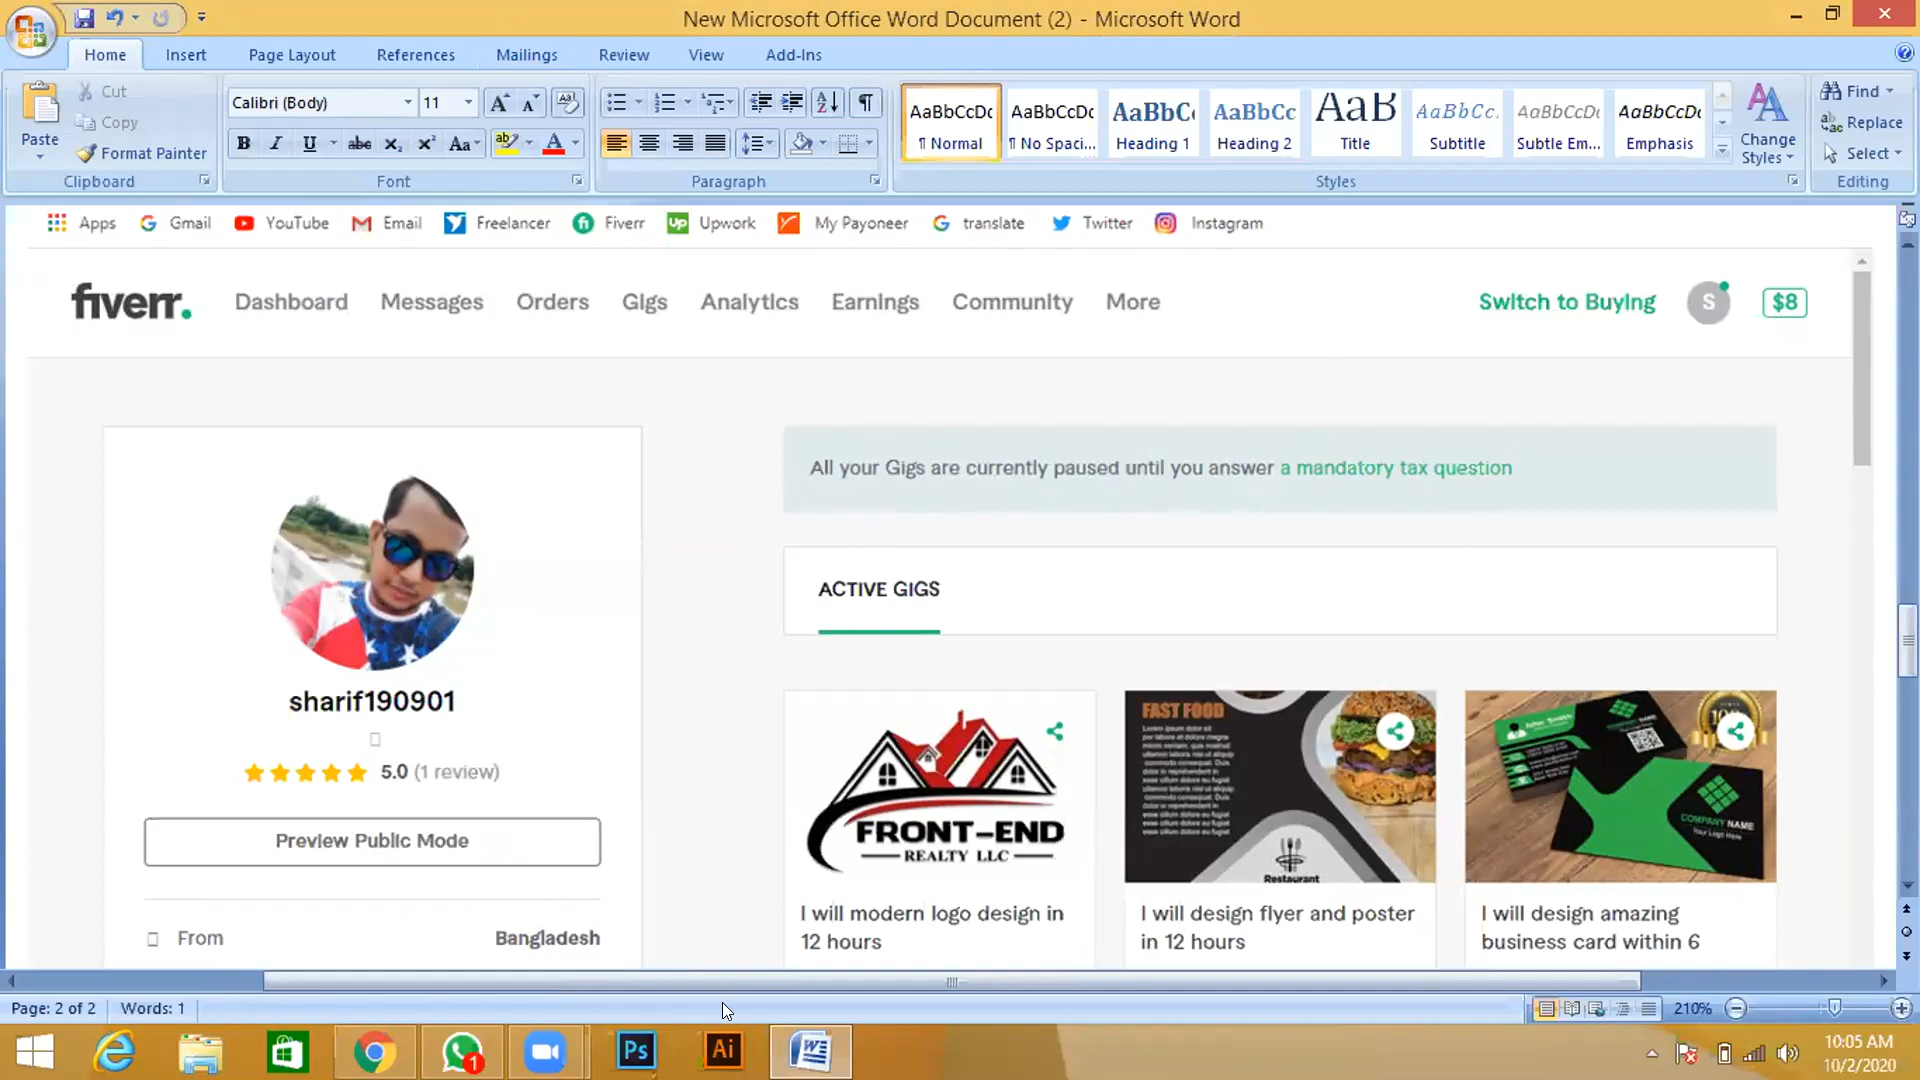 New Microsoft Office Word Document (2) - Microsoft Word
Home Insert Page Layout References Mailings Review View Add-Ins
Paste
Cut
Copy
Format Painter
Clipboard
Calibri (Body) 11
Font
Paragraph
AaBbCcDc AaBbCcDc AaBbC AaBbCc AaB AaBbCc. AaBbCcDc AaBbCcDc
¶ Normal ¶ No Spaci... Heading 1 Heading 2 Title Subtitle Subtle Em... Emphasis
Change Styles
Styles
Find
Replace
Select
Editing
Apps Gmail YouTube Email Freelancer Fiverr Upwork My Payoneer translate Twitter Instagram
fiverr. Dashboard Messages Orders Gigs Analytics Earnings Community More Switch to Buying S $8
All your Gigs are currently paused until you answer a mandatory tax question
ACTIVE GIGS
sharif190901
5.0 (1 review)
Preview Public Mode
From Bangladesh
FRONT-END
REALTY LLC
I will modern logo design in
12 hours
FAST FOOD
Restaurant
I will design flyer and poster
in 12 hours
COMPANY NAME
Your Logo Here
I will design amazing
business card within 6
Page: 2 of 2 Words: 1 210%
1 Ps Ai
10:05 AM
10/2/2020